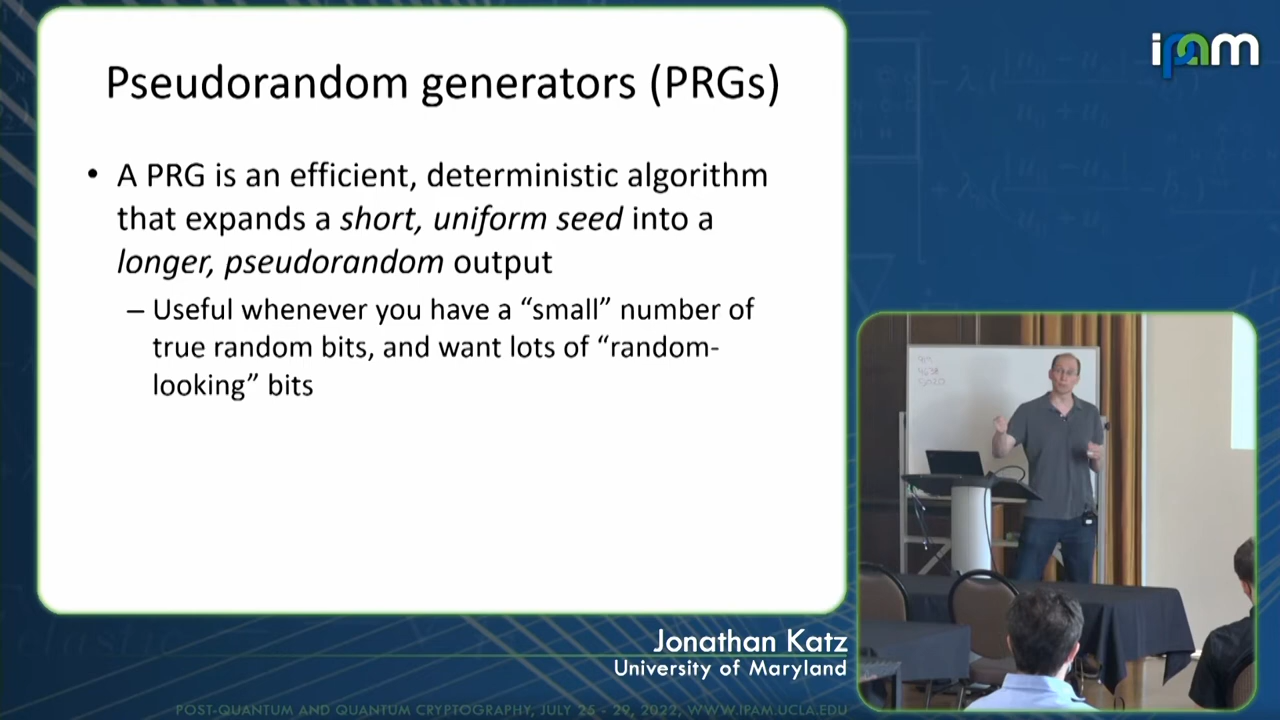 Pseudorandom generators (PRGs)
• A PRG is an efficient, deterministic algorithm
that expands a short, uniform seed into a
longer, pseudorandom output
– Useful whenever you have a “small” number of
true random bits, and want lots of “random-
looking” bits
ipam
Jonathan Katz
University of Maryland
POST-QUANTUM AND QUANTUM CRYPTOGRAPHY, JULY 25 - 29, 2022, WWW.IPAM.UCLA.EDU